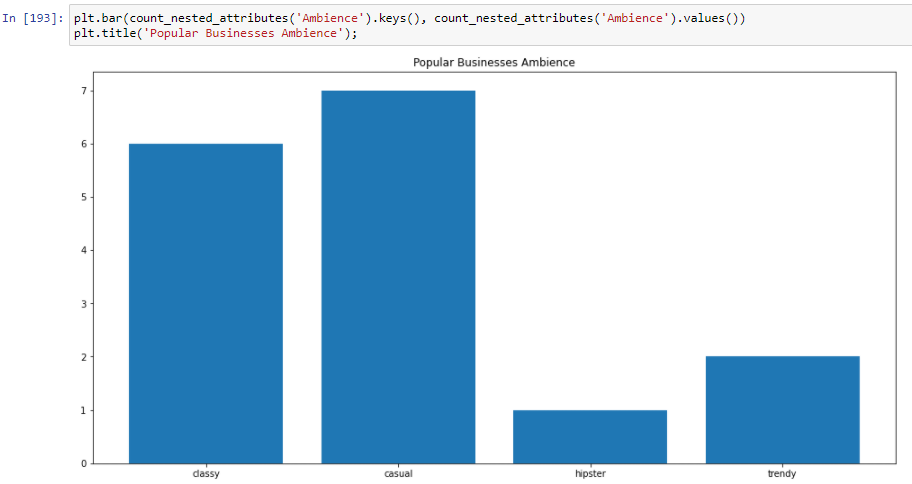 In [193]: plt.bar(count_nested_attributes('Ambience').keys(), count_nested_attributes('Ambience').values())
plt.title('Popular Businesses Ambience');
Popular Businesses Ambience
7
6
5
4
3
2
1
0
classy casual hipster trendy